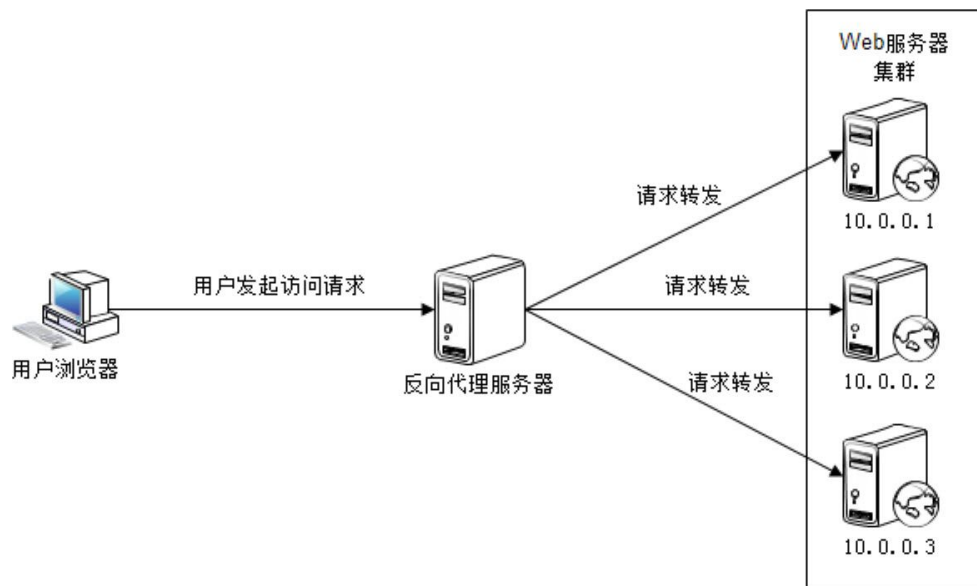 Web服务器
集群
请求转发
10.0.0.1
用户发起访问请求
请求转发
用户浏览器
反向代理服务器
10.0.0.2
请求转发
10.0.0.3